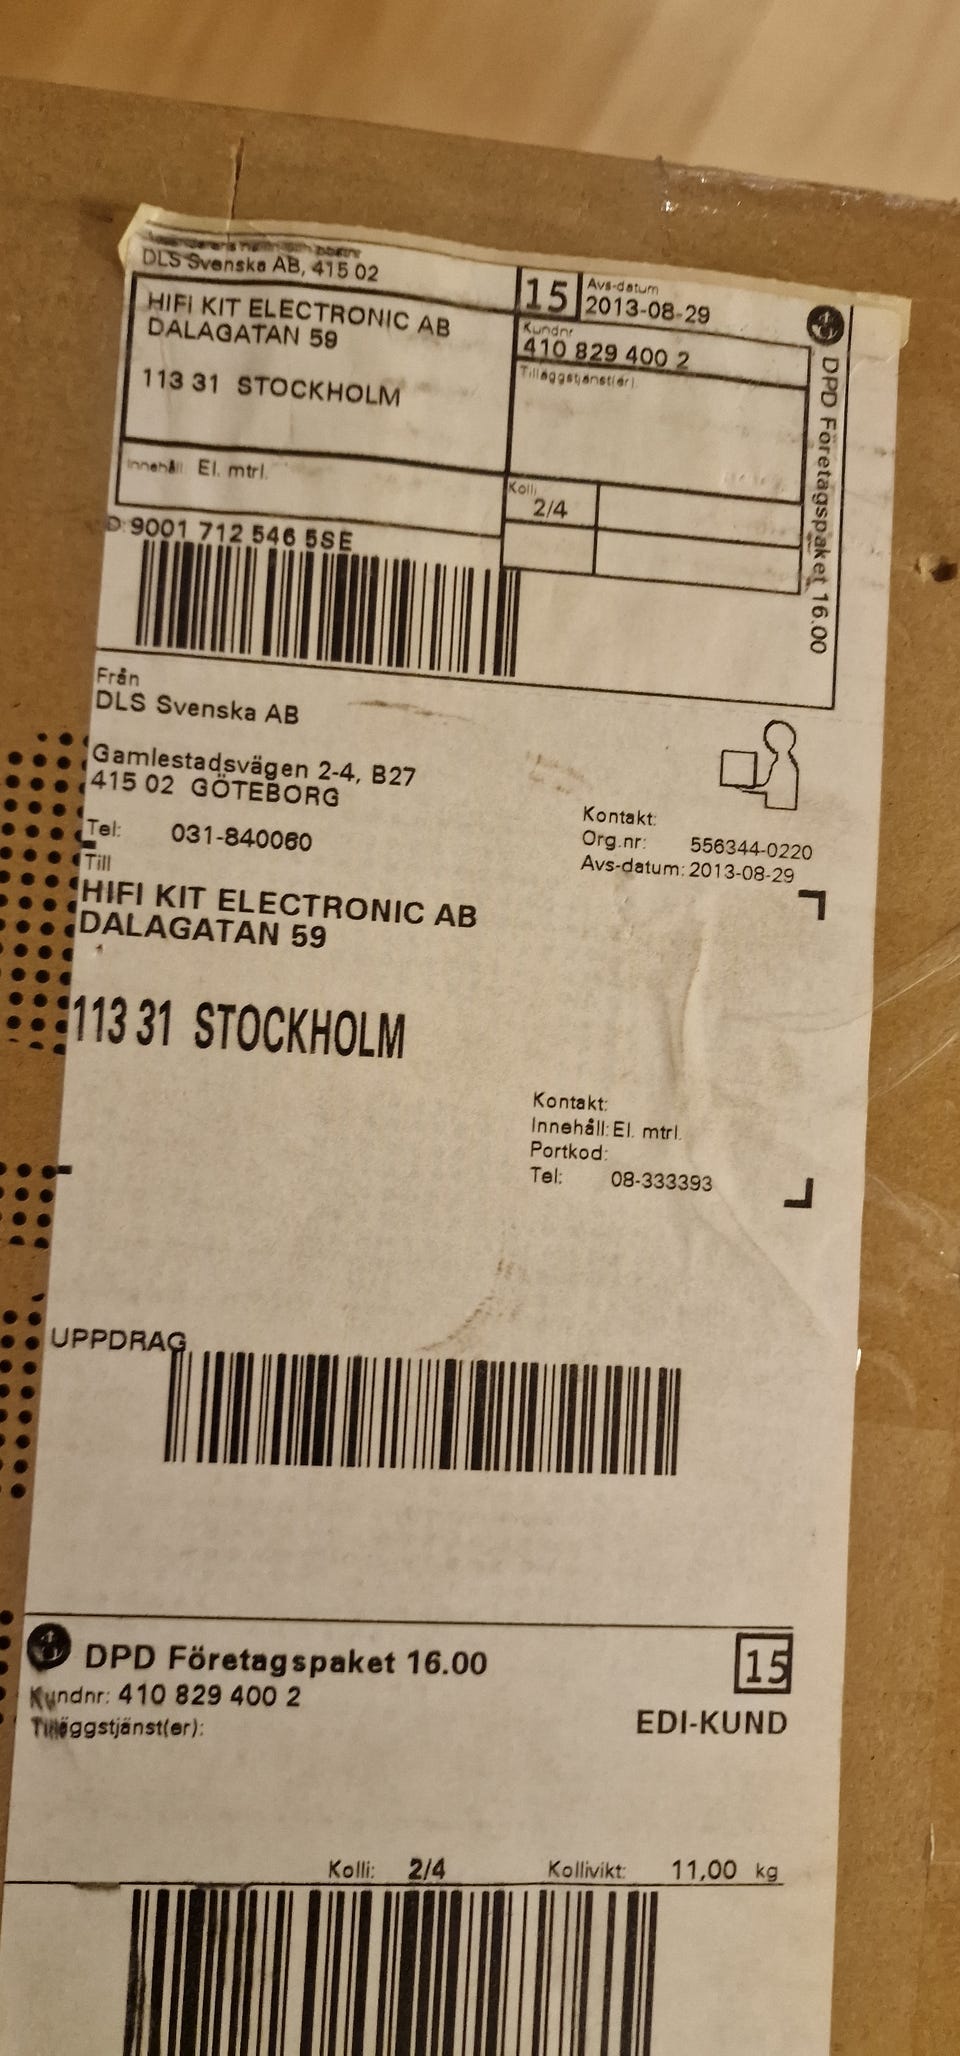 DLS Svenska AB, 415 02
HIFI KIT ELECTRONIC AB
DALAGATAN 59
113 31 STOCKHOLM
15
Avs-datum
2013-08-29
Kundnr
410 829 400 2
Tilläggstjänst(er)
Innehåll: El. mtrl.
Kolli
2/4
DPD Företagspaket 16.00
D: 9001 712 546 5SE
Från
DLS Svenska AB
Gamlestadsvägen 2-4, B27
415 02 GÖTEBORG
Tel: 031-840060
Kontakt:
Org.nr: 556344-0220
Avs-datum: 2013-08-29
Till
HIFI KIT ELECTRONIC AB
DALAGATAN 59
113 31 STOCKHOLM
Kontakt:
Innehåll: El. mtrl.
Portkod:
Tel: 08-333393
UPPDRAG
DPD Företagspaket 16.00
15
Kundnr: 410 829 400 2
EDI-KUND
Tilläggstjänst(er):
Kolli: 2/4 Kollivikt: 11,00 kg